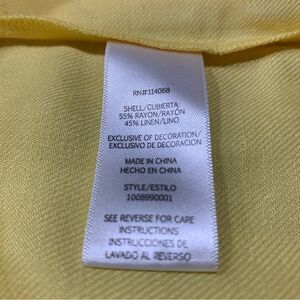 RN#114068
SHELL/CUBIERTA:
55% RAYON/RAYÓN
45% LINEN/LINO
EXCLUSIVE OF DECORATION/
EXCLUSIVO DE DECORACION
MADE IN CHINA
HECHO EN CHINA
STYLE/ESTILO
1008990001
SEE REVERSE FOR CARE
INSTRUCTIONS
INSTRUCCIONES DE
LAVADO AL REVERSO